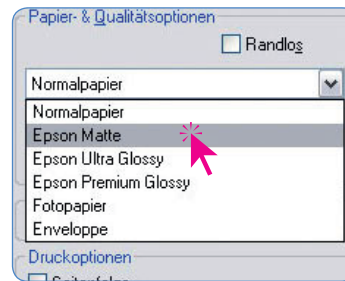 Papier- & Qualitätsoptionen
Randlos
Normalpapier
Normalpapier
Epson Matte
Epson Ultra Glossy
Epson Premium Glossy
Fotopapier
Enveloppe
Druckoptionen